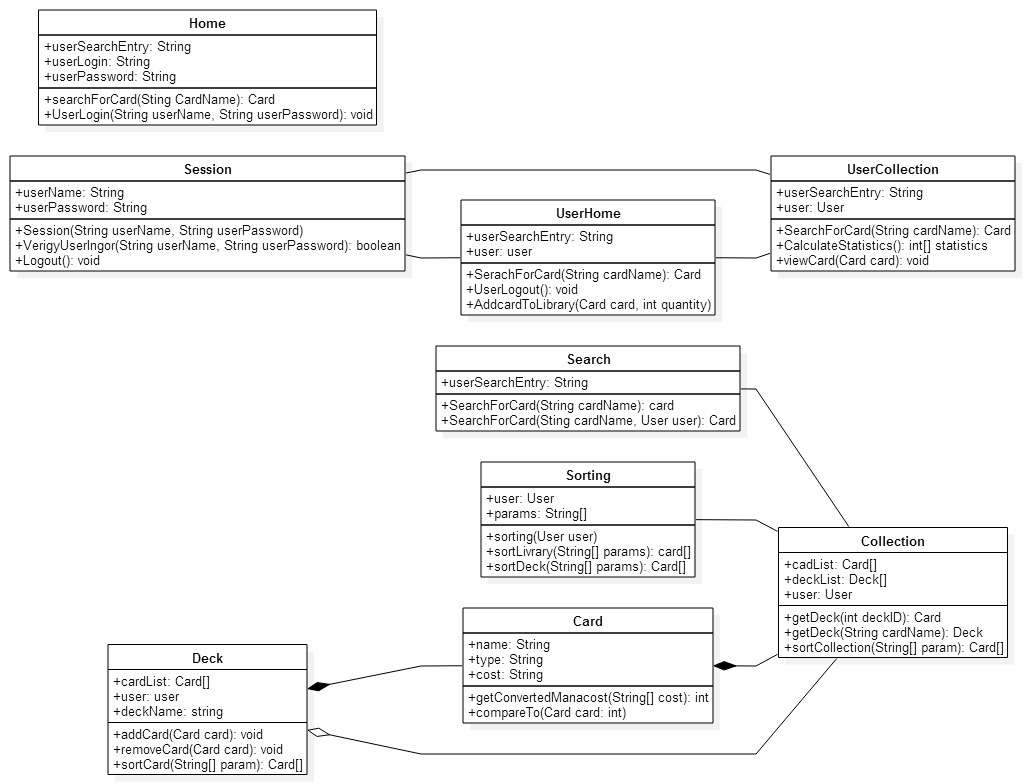 Home
+userSearchEntry: String
+userLogin: String
+userPassword: String
+searchForCard(Sting CardName): Card
+UserLogin(String userName, String userPassword): void
Session
+userName: String
+userPassword: String
+Session(String userName, String userPassword)
+VerigyUserIngor(String userName, String userPassword): boolean
+Logout(): void
UserHome
+userSearchEntry: String
+user: user
+SerachForCard(String cardName): Card
+UserLogout(): void
+AddcardToLibrary(Card card, int quantity)
UserCollection
+userSearchEntry: String
+user: User
+SearchForCard(String cardName): Card
+CalculateStatistics(): int[] statistics
+viewCard(Card card): void
Search
+userSearchEntry: String
+SearchForCard(String cardName): card
+SearchForCard(Sting cardName, User user): Card
Sorting
+user: User
+params: String[]
+sorting(User user)
+sortLivrary(String[] params): card[]
+sortDeck(String[] params): Card[]
Collection
+cadList: Card[]
+deckList: Deck[]
+user: User
+getDeck(int deckID): Card
+getDeck(String cardName): Deck
+sortCollection(String[] param): Card[]
Card
+name: String
+type: String
+cost: String
+getConvertedManacost(String[] cost): int
+compareTo(Card card: int)
Deck
+cardList: Card[]
+user: user
+deckName: string
+addCard(Card card): void
+removeCard(Card card): void
+sortCard(String[] param): Card[]